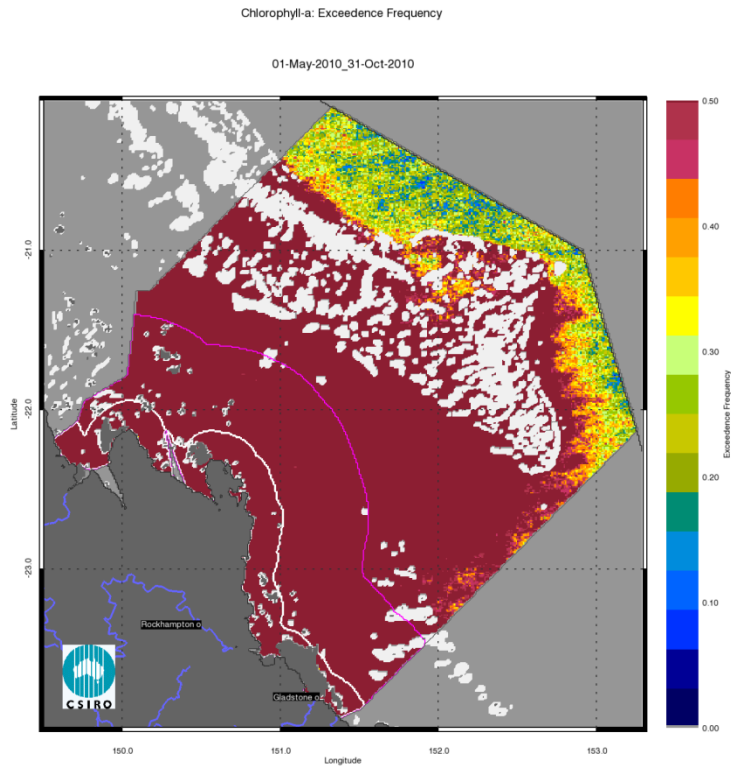 Chlorophyll-a: Exceedence Frequency
01-May-2010_31-Oct-2010
0.50
0.40
0.30
0.20
0.10
0.00
Exceedence Frequency
-21.0
-22.0
-23.0
Latitude
Rockhampton o
Gladstone o
CSIRO
150.0 151.0 152.0 153.0
Longitude